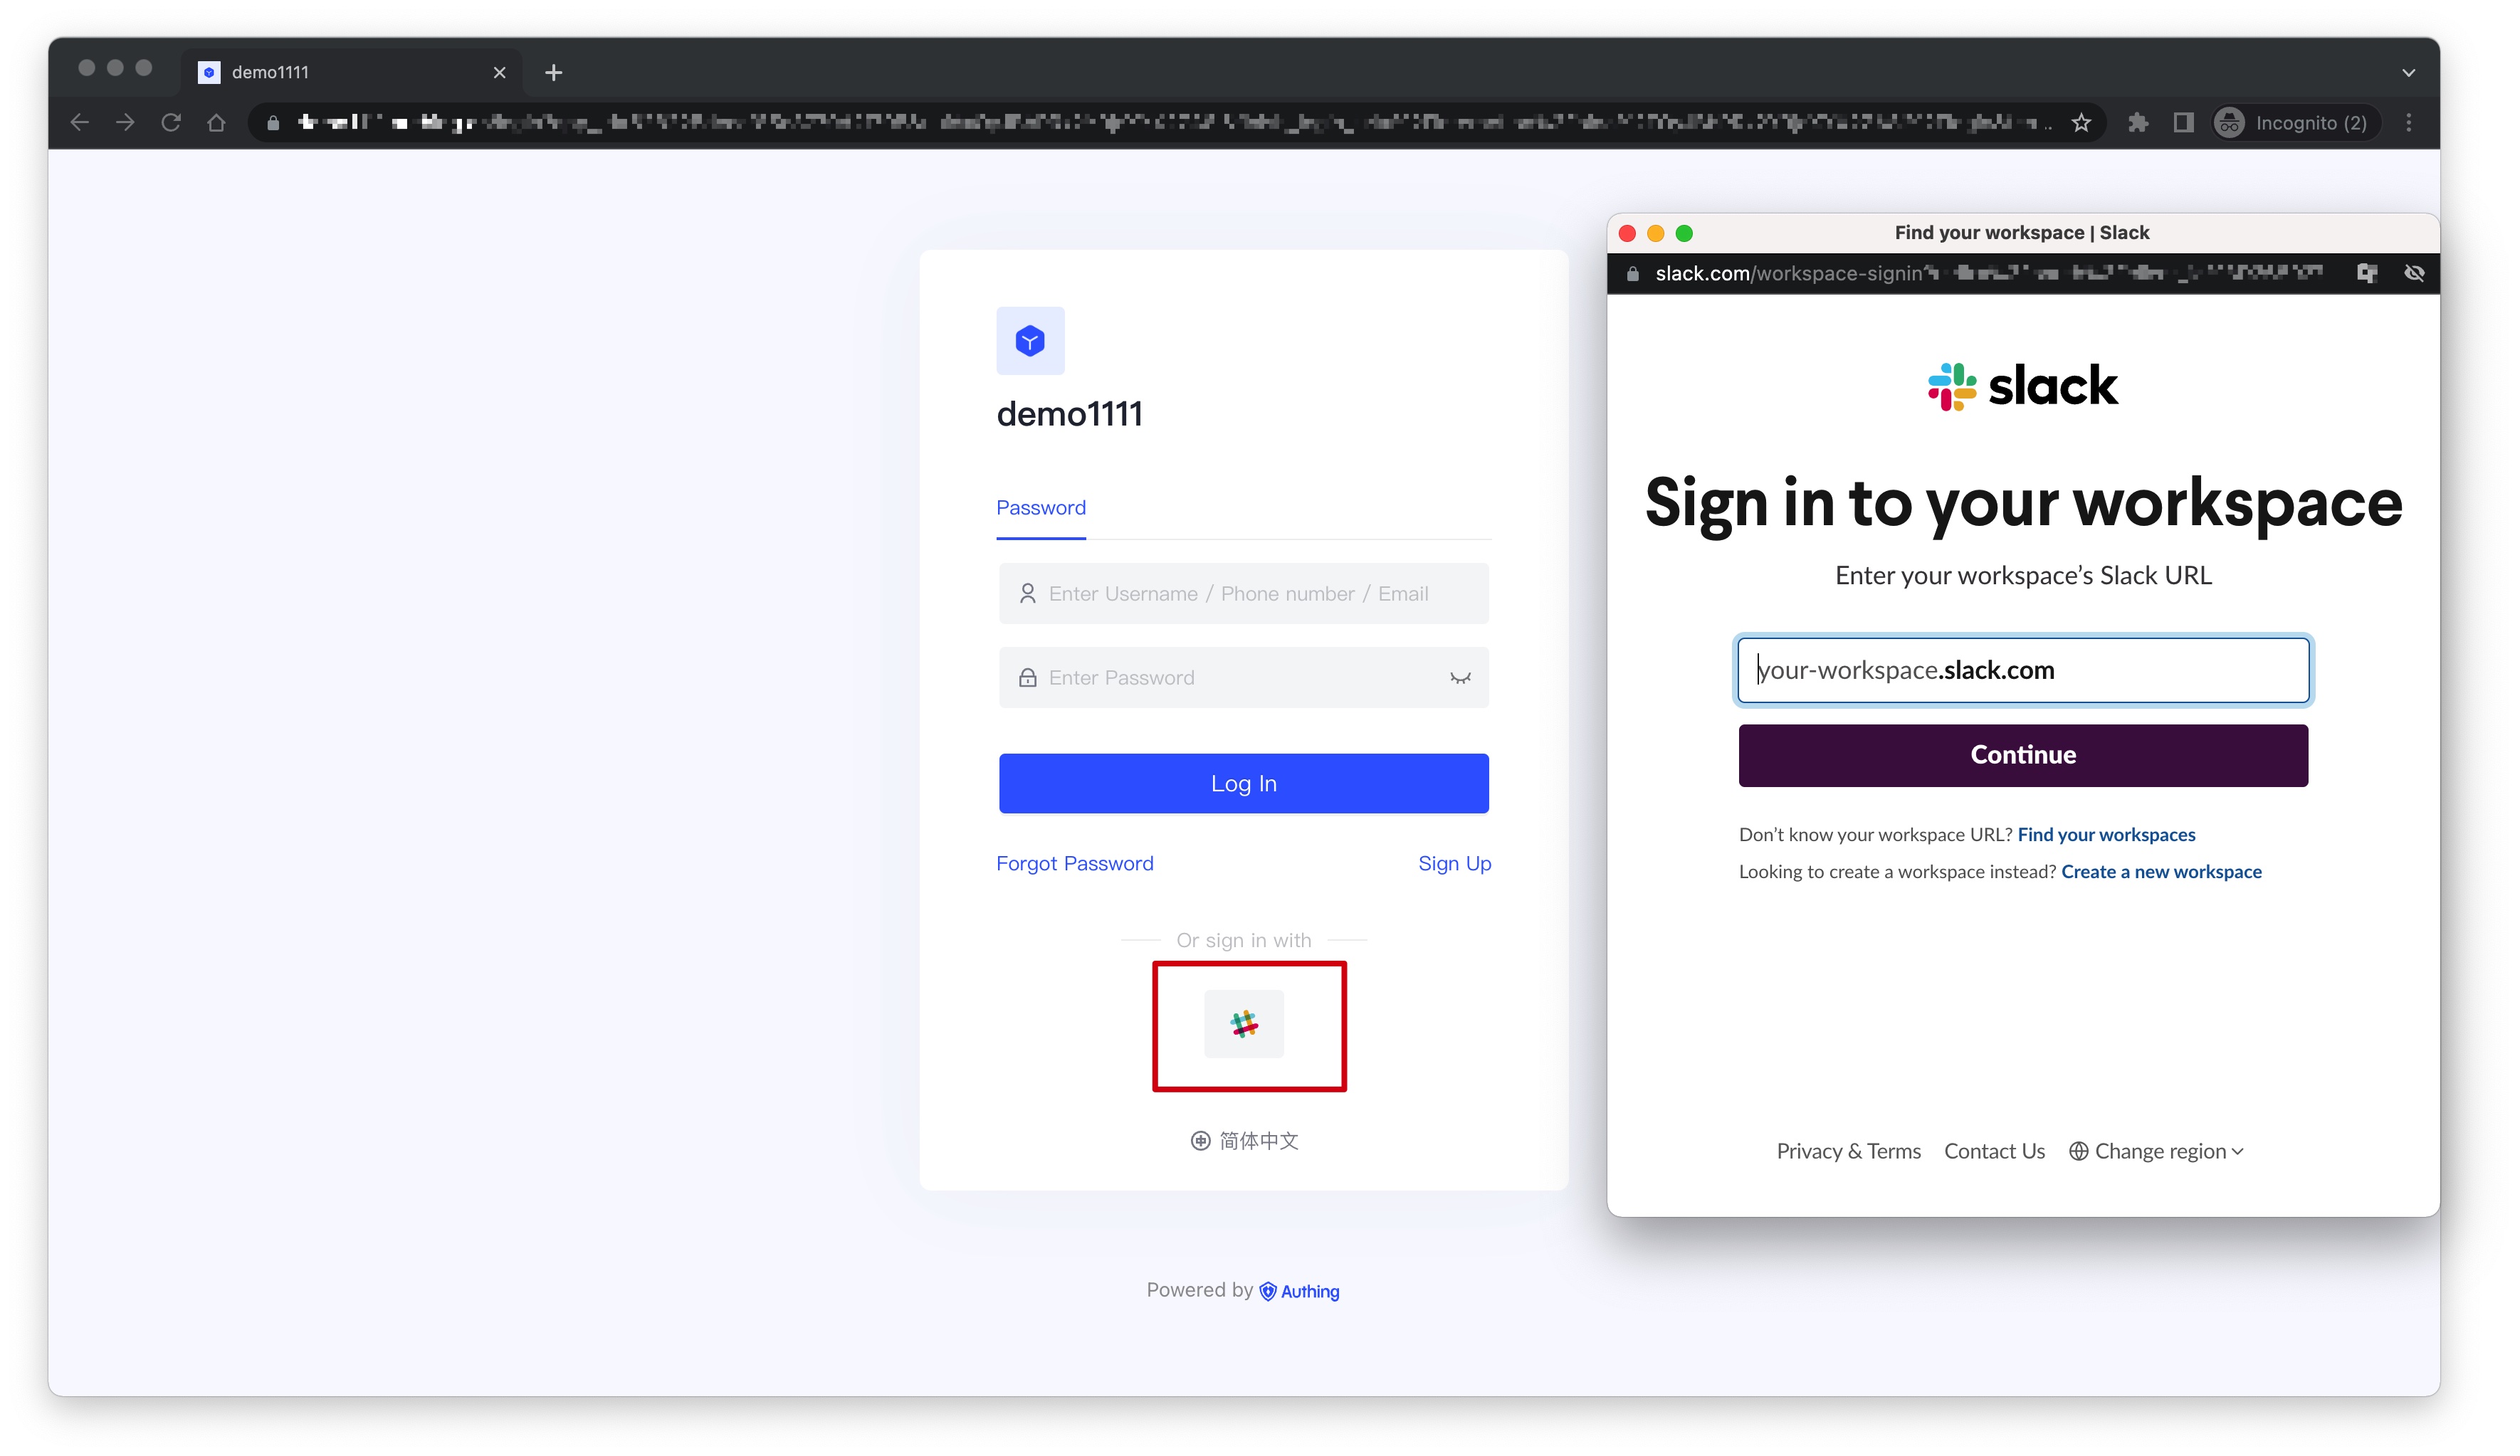 demo1111
Incognito (2)
demo1111
Password
Enter Username / Phone number / Email
Enter Password
Log In
Forgot Password
Sign Up
Or sign in with
简体中文
Powered by Authing
Find your workspace | Slack
slack.com/workspace-signin
slack
Sign in to your workspace
Enter your workspace’s Slack URL
your-workspace.slack.com
Continue
Don’t know your workspace URL? Find your workspaces
Looking to create a workspace instead? Create a new workspace
Privacy & Terms
Contact Us
Change region